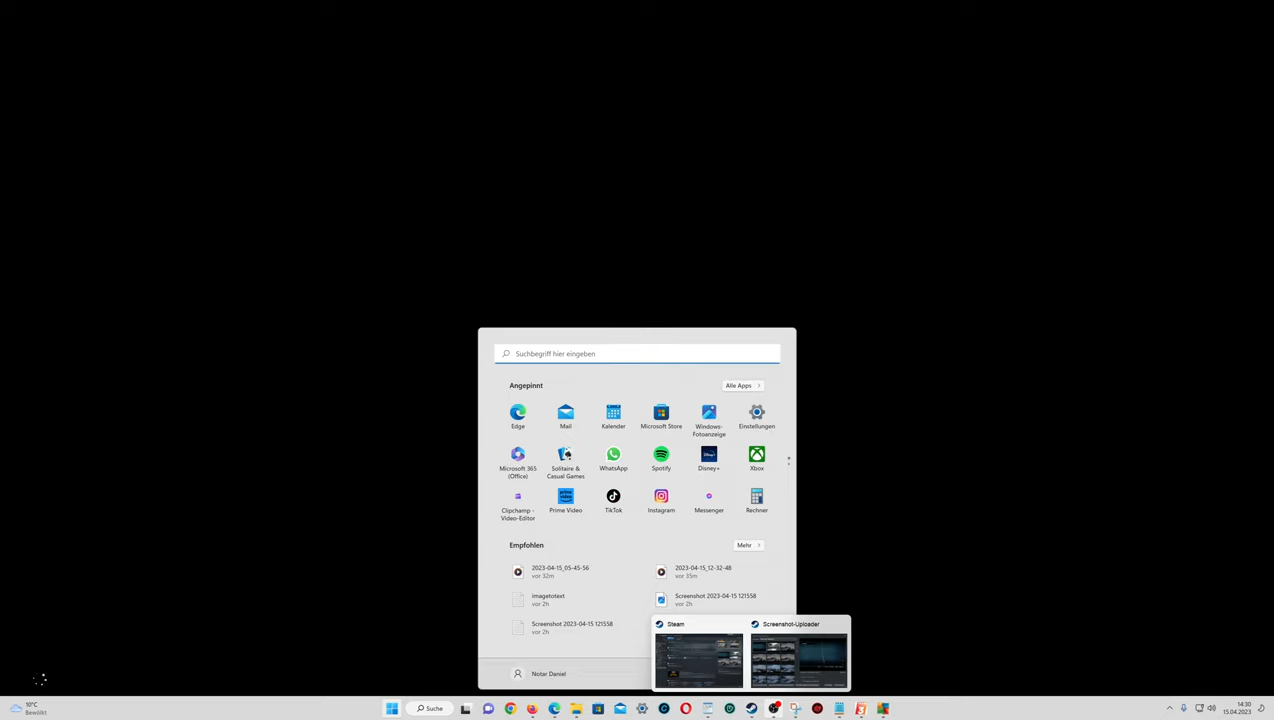 Suchbegriff hier eingeben
Angepinnt
Alle Apps
Edge
Mail
Kalender
Microsoft Store
Windows-
Fotoanzeige
Einstellungen
Microsoft 365
(Office)
Solitaire &
Casual Games
WhatsApp
Spotify
Disney+
Xbox
Clipchamp -
Video-Editor
Prime Video
TikTok
Instagram
Messenger
Rechner
Empfohlen
Mehr
2023-04-15_05-45-56
vor 32m
2023-04-15_12-32-48
vor 35m
imagetotext
vor 2h
Screenshot 2023-04-15 121558
vor 2h
Screenshot 2023-04-15 121558
vor 2h
Steam
Screenshot-Uploader
Notar Daniel
10°C
Bewölkt
Suche
14:30
15.04.2023